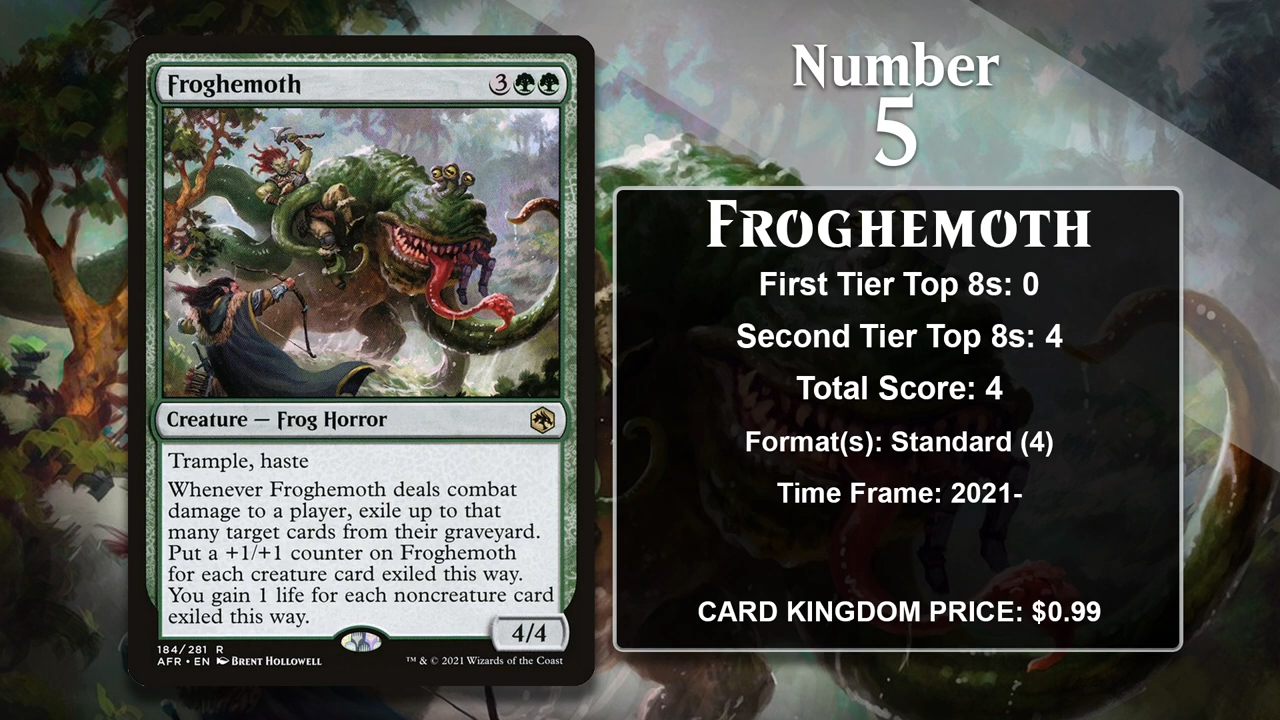 Froghemoth
3
Creature — Frog Horror
Trample, haste
Whenever Froghemoth deals combat
damage to a player, exile up to that
many target cards from their graveyard.
Put a +1/+1 counter on Froghemoth
for each creature card exiled this way.
You gain 1 life for each noncreature card
exiled this way.
4/4
184/281 R
AFR • EN Brent Hollowell
™ & © 2021 Wizards of the Coast
Number
5
Froghemoth
First Tier Top 8s: 0
Second Tier Top 8s: 4
Total Score: 4
Format(s): Standard (4)
Time Frame: 2021-
CARD KINGDOM PRICE: $0.99